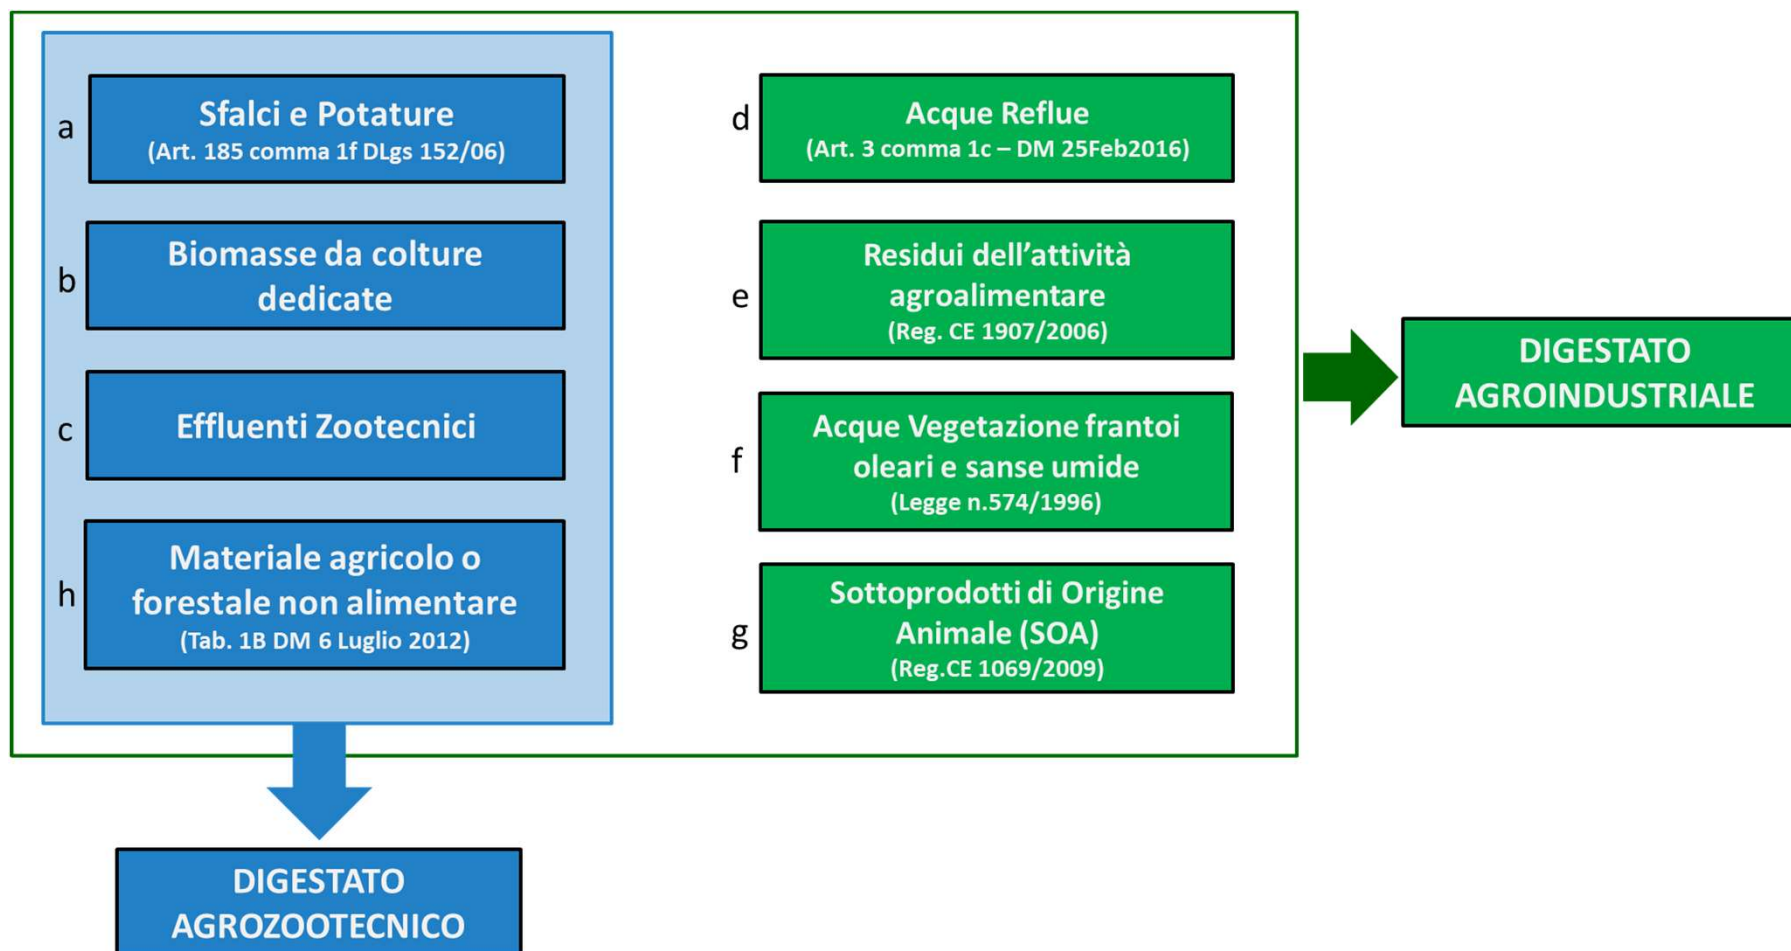 a
Sfalci e Potature
(Art. 185 comma 1f DLgs 152/06)
b
Biomasse da colture
dedicate
c
Effluenti Zootecnici
h
Materiale agricolo o
forestale non alimentare
(Tab. 1B DM 6 Luglio 2012)
d
Acque Reflue
(Art. 3 comma 1c – DM 25Feb2016)
e
Residui dell’attività
agroalimentare
(Reg. CE 1907/2006)
f
Acque Vegetazione frantoi
oleari e sanse umide
(Legge n.574/1996)
g
Sottoprodotti di Origine
Animale (SOA)
(Reg.CE 1069/2009)
DIGESTATO
AGROINDUSTRIALE
DIGESTATO
AGROZOOTECNICO